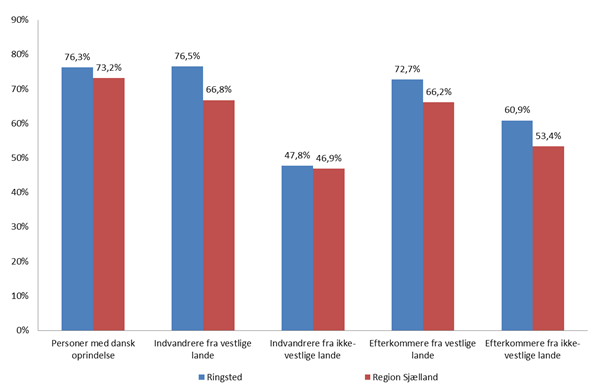 90%
80%
70%
60%
50%
40%
30%
20%
10%
0%
76,3%
73,2%
76,5%
66,8%
47,8%
46,9%
72,7%
66,2%
60,9%
53,4%
Personer med dansk
oprindelse
Indvandrere fra vestlige
lande
Indvandrere fra ikke-
vestlige lande
Efterkommere fra vestlige
lande
Efterkommere fra ikke-
vestlige lande
Ringsted
Region Sjælland